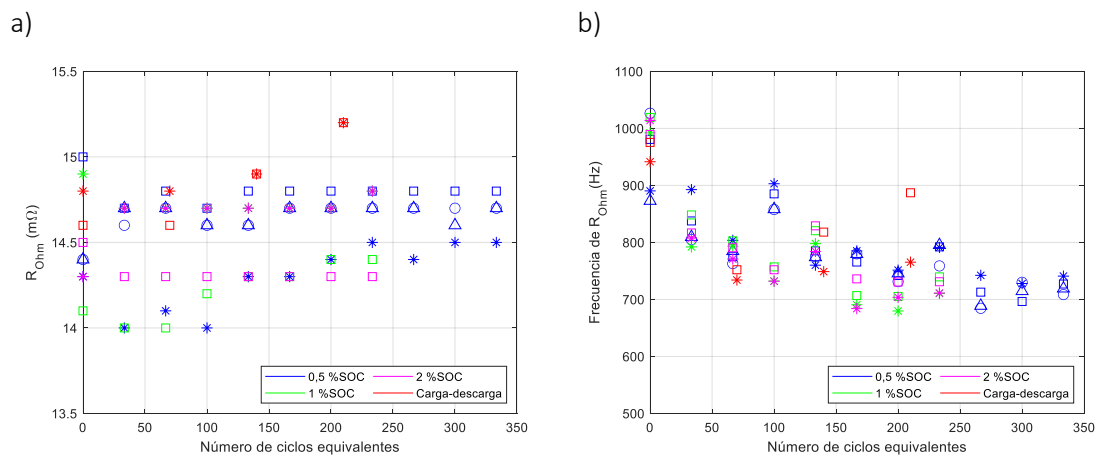 a)
b)
15.5
15
14.5
14
13.5
R_Ohm (mΩ)
0 50 100 150 200 250 300 350
Número de ciclos equivalentes
0,5 %SOC
2 %SOC
1 %SOC
Carga-descarga
1100
1000
900
800
700
600
500
Frecuencia de R_Ohm(Hz)
0 50 100 150 200 250 300 350
Número de ciclos equivalentes
0,5 %SOC
2 %SOC
1 %SOC
Carga-descarga